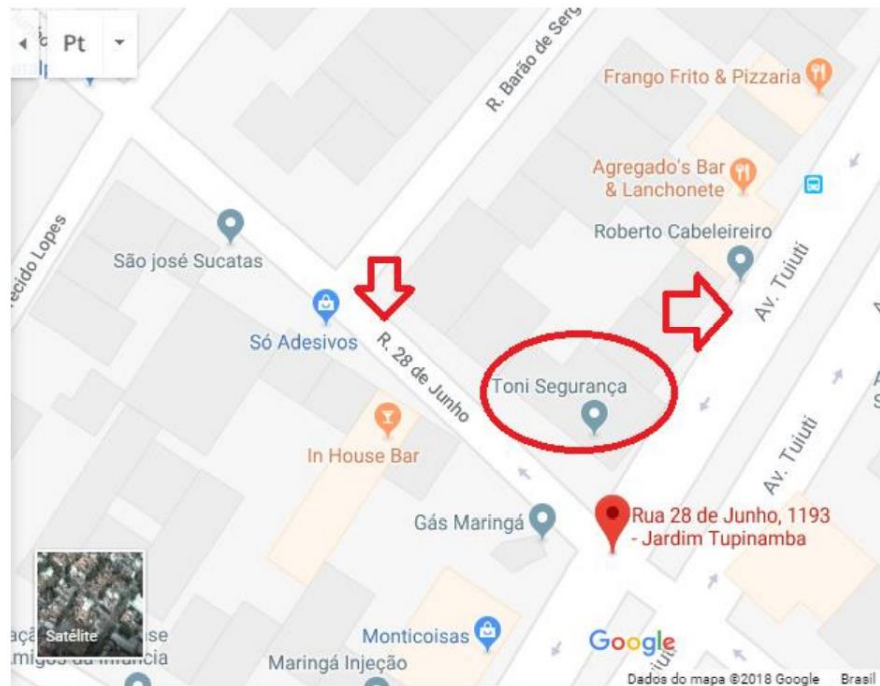 Pt
R. Barão de Serg
Frango Frito & Pizzaria
Agregado's Bar
& Lanchonete
Roberto Cabeleireiro
ecido Lopes
São josé Sucatas
Av. Tuiuti
Só Adesivos
R. 28 de Junho
Toni Segurança
Av. Tuiuti
In House Bar
Gás Maringá
Rua 28 de Junho, 1193
- Jardim Tupinamba
Satélite
Monticoisas
Maringá Injeção
Google
Dados do mapa ©2018 Google Brasil